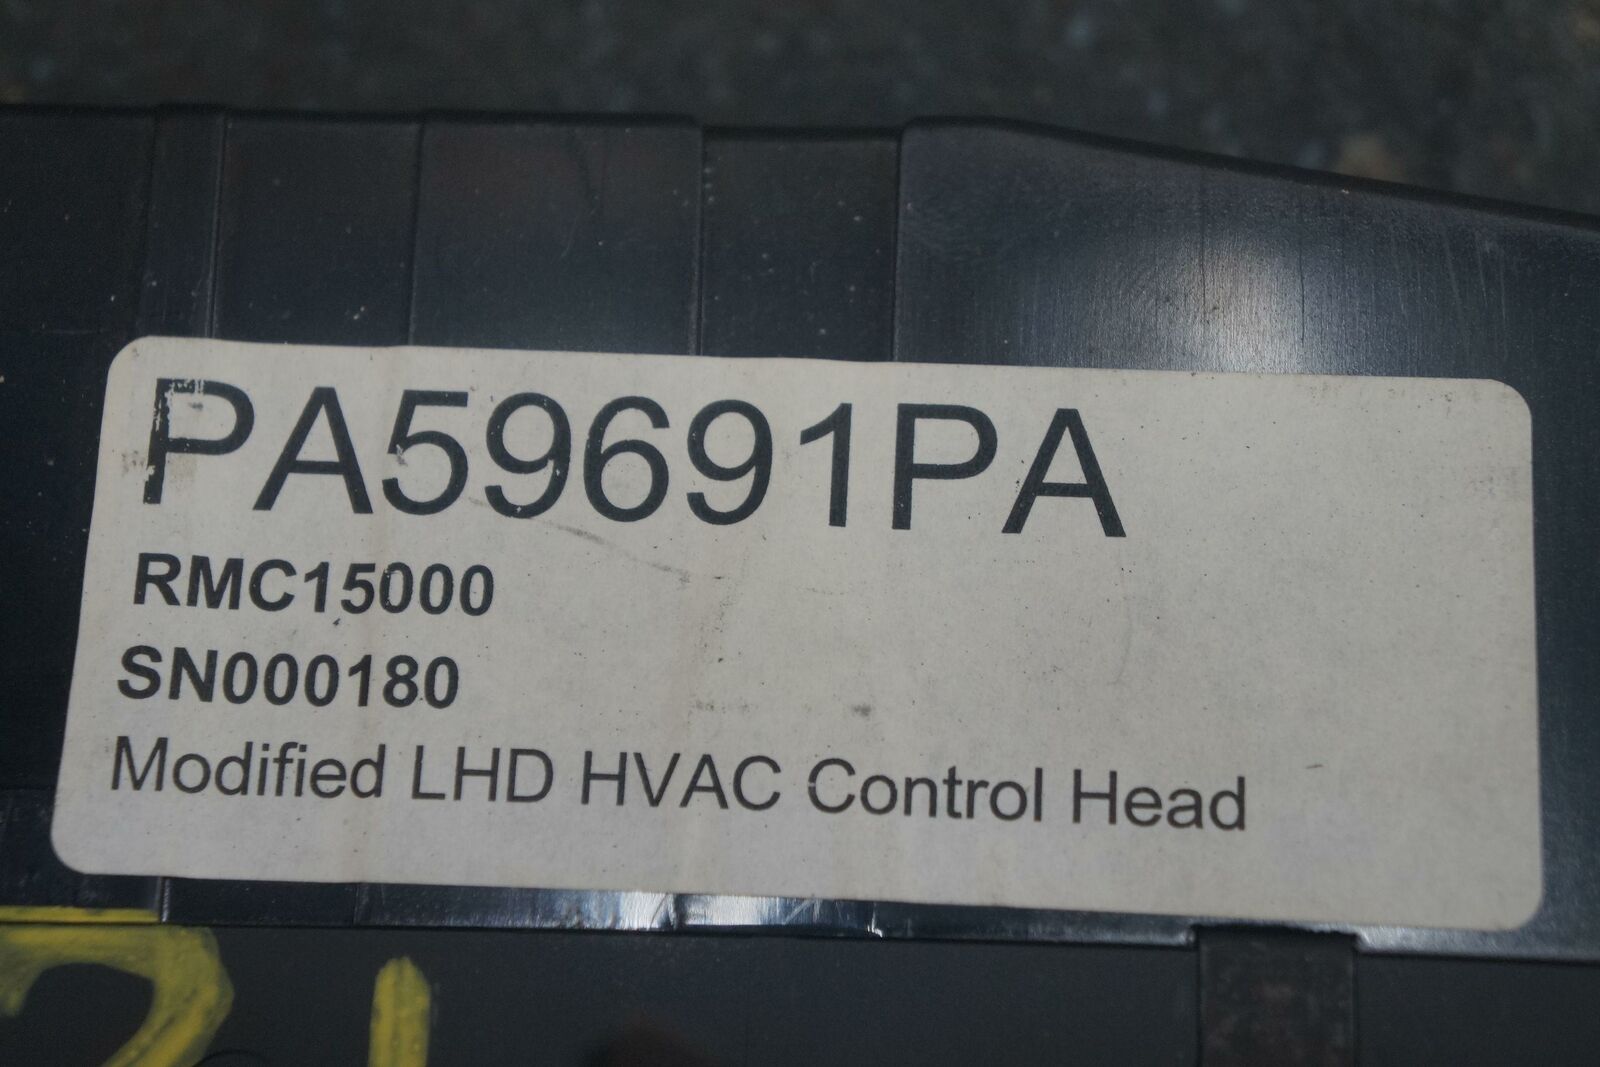 PA59691PA
RMC15000
SN000180
Modified LHD HVAC Control Head